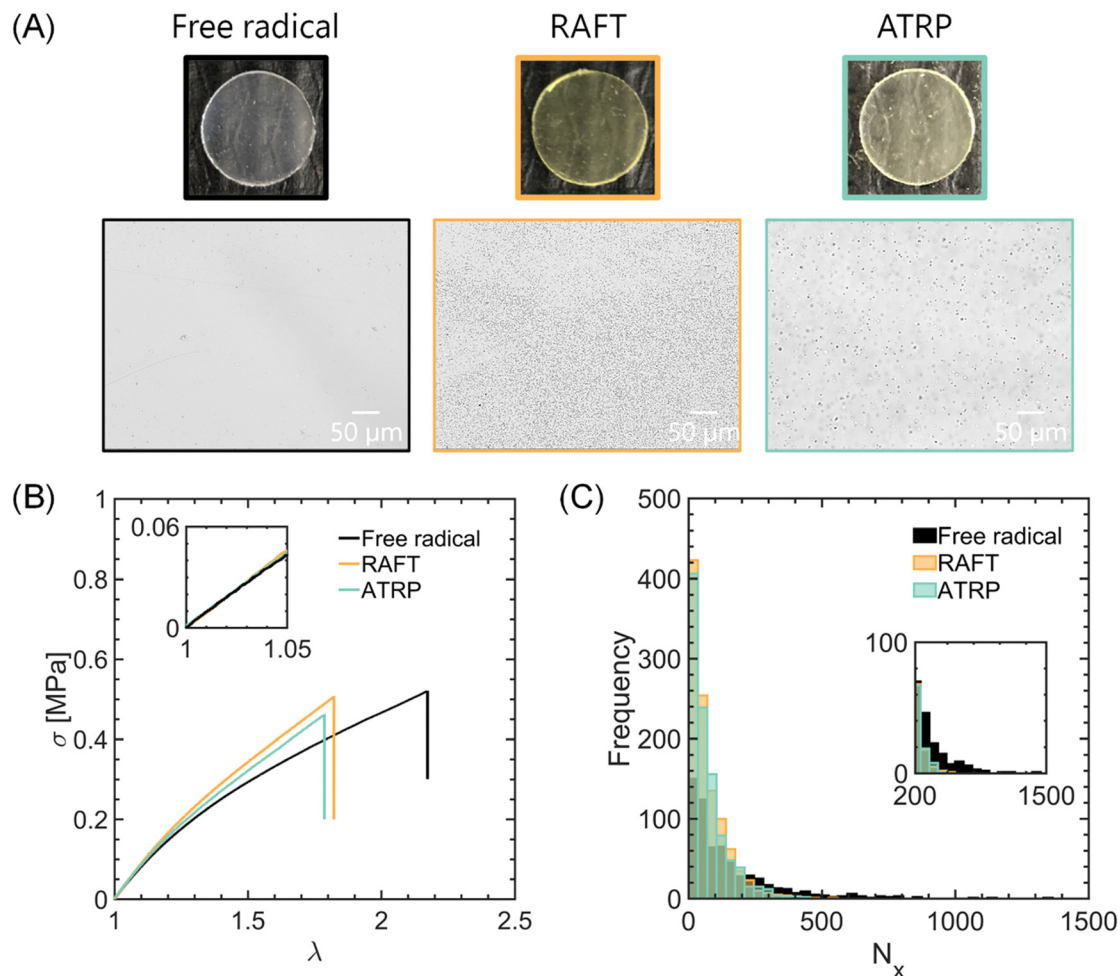 (A)
Free radical
RAFT
ATRP
50 µm
50 µm
50 µm
(B)
1
0.8
0.6
0.4
0.2
0
σ [MPa]
0.06
0
1
1.05
Free radical
RAFT
ATRP
1
1.5
2
2.5
λ
(C)
500
400
300
200
100
0
Frequency
Free radical
RAFT
ATRP
100
0
200
1500
0
500
1000
1500
N_x